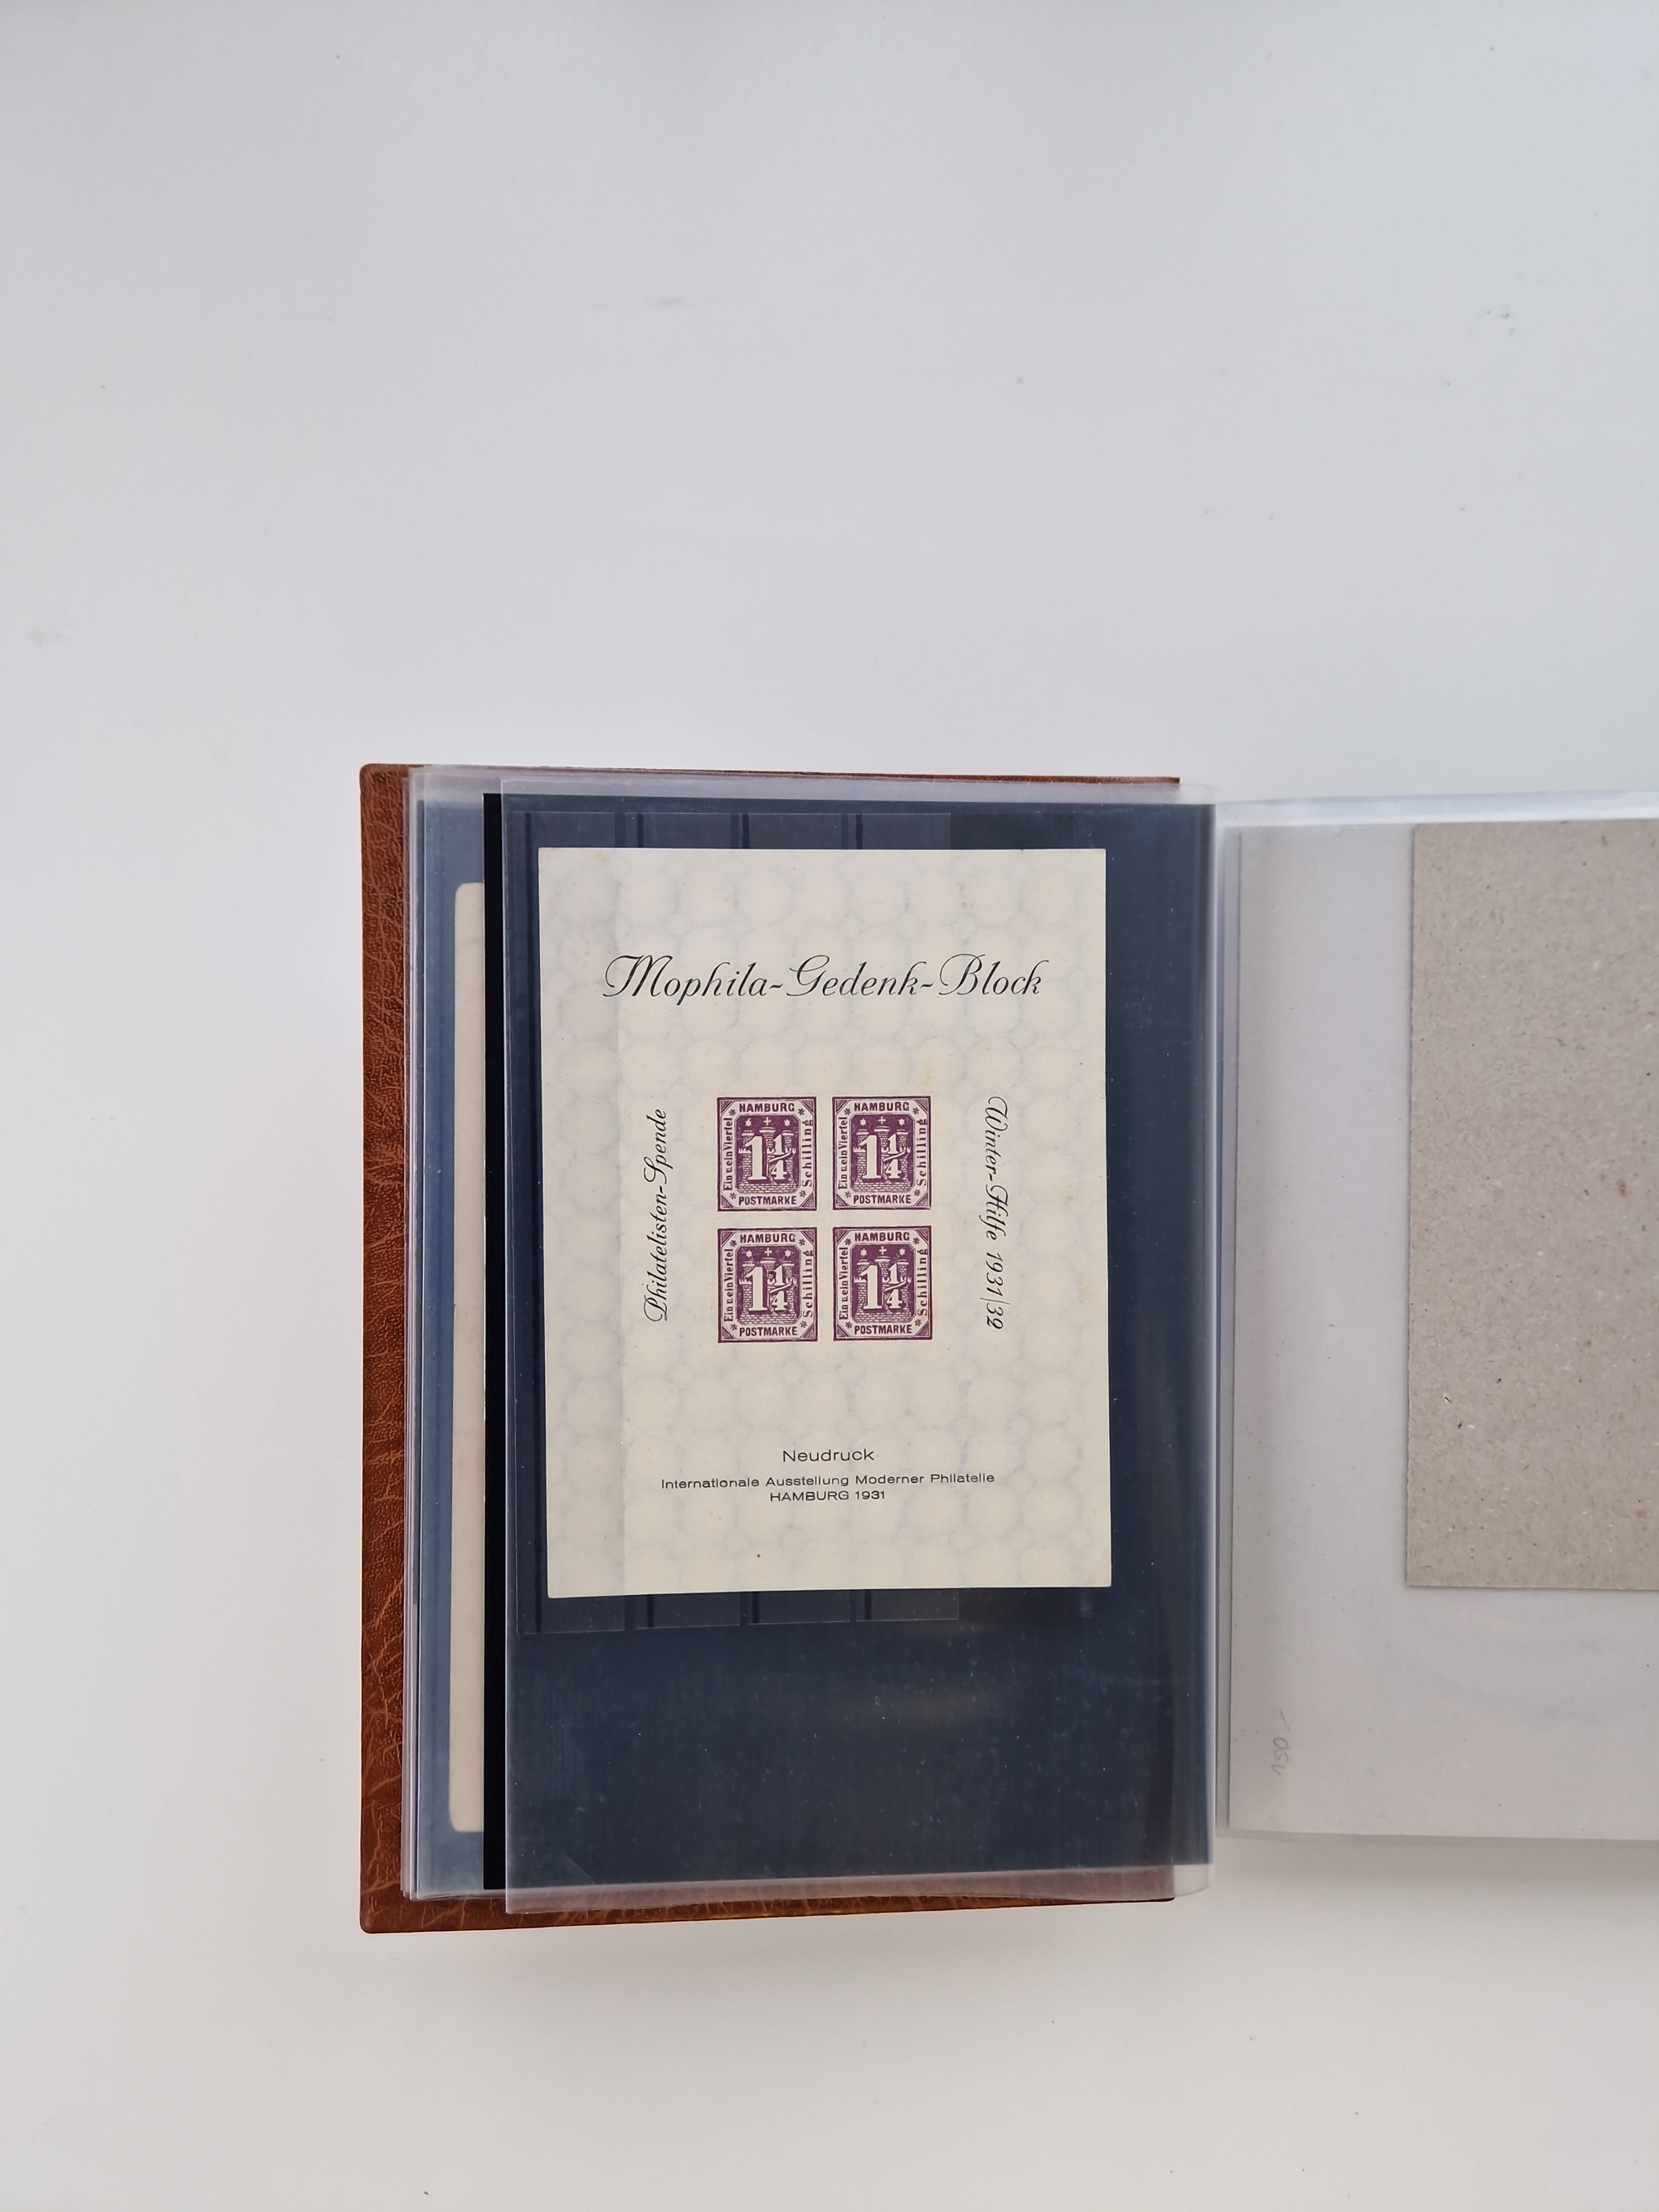 Mophila-Gedenk-Block
Philatelisten-Spende
HAMBURG
Ein u. ein Viertel
1 1/4
Schilling
POSTMARKE
HAMBURG
Ein u. ein Viertel
1 1/4
Schilling
POSTMARKE
HAMBURG
Ein u. ein Viertel
1 1/4
Schilling
POSTMARKE
HAMBURG
Ein u. ein Viertel
1 1/4
Schilling
POSTMARKE
Winter-Hilfe 1931/32
Neudruck
Internationale Ausstellung Moderner Philatelie
HAMBURG 1931